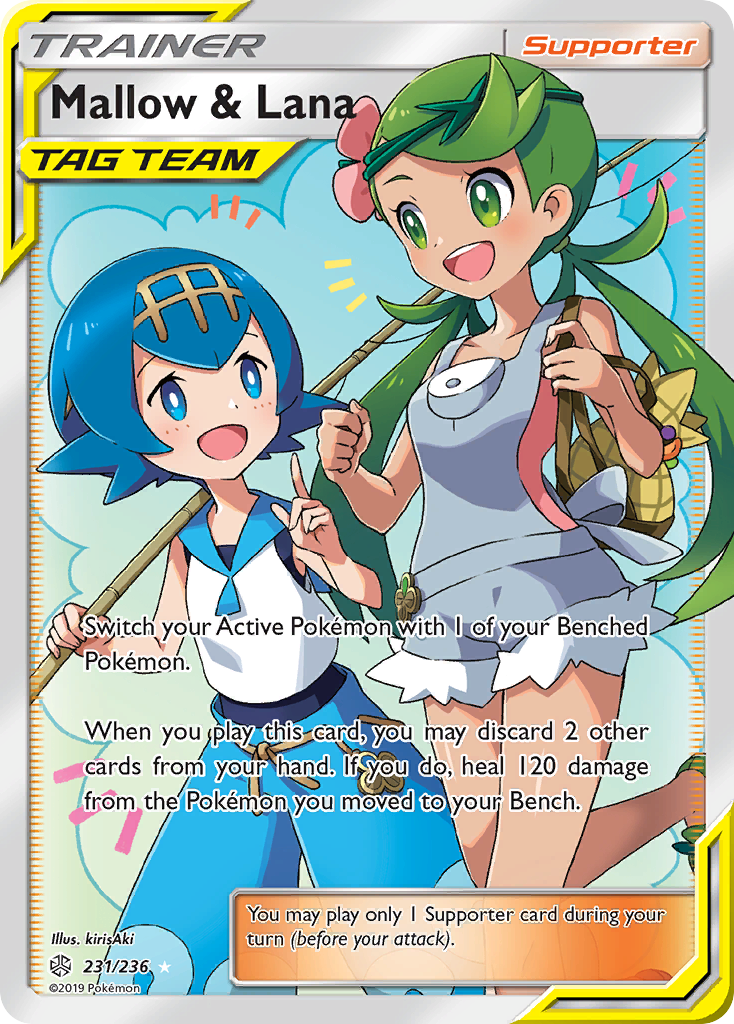 TRAINER
Supporter
Mallow & Lana
TAG TEAM
Switch your Active Pokémon with 1 of your Benched
Pokémon.
When you play this card, you may discard 2 other
cards from your hand. If you do, heal 120 damage
from the Pokémon you moved to your Bench.
You may play only 1 Supporter card during your
turn (before your attack).
Illus. kirisAki
231/236
©2019 Pokémon